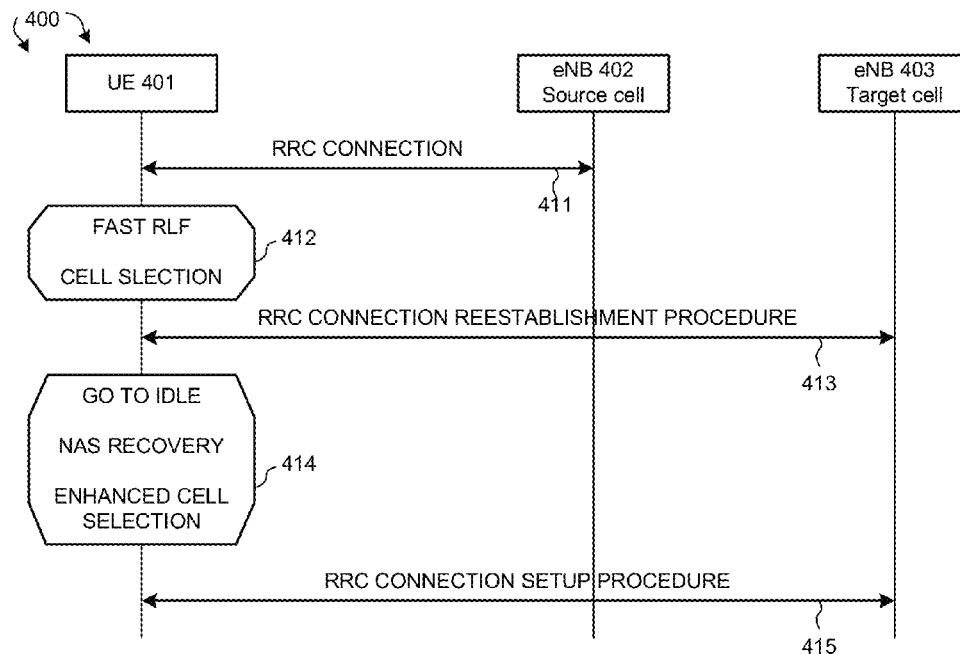 400
UE 401
eNB 402
Source cell
eNB 403
Target cell
RRC CONNECTION
411
FAST RLF
CELL SLECTION
412
RRC CONNECTION REESTABLISHMENT PROCEDURE
413
GO TO IDLE
NAS RECOVERY
ENHANCED CELL
SELECTION
414
RRC CONNECTION SETUP PROCEDURE
415